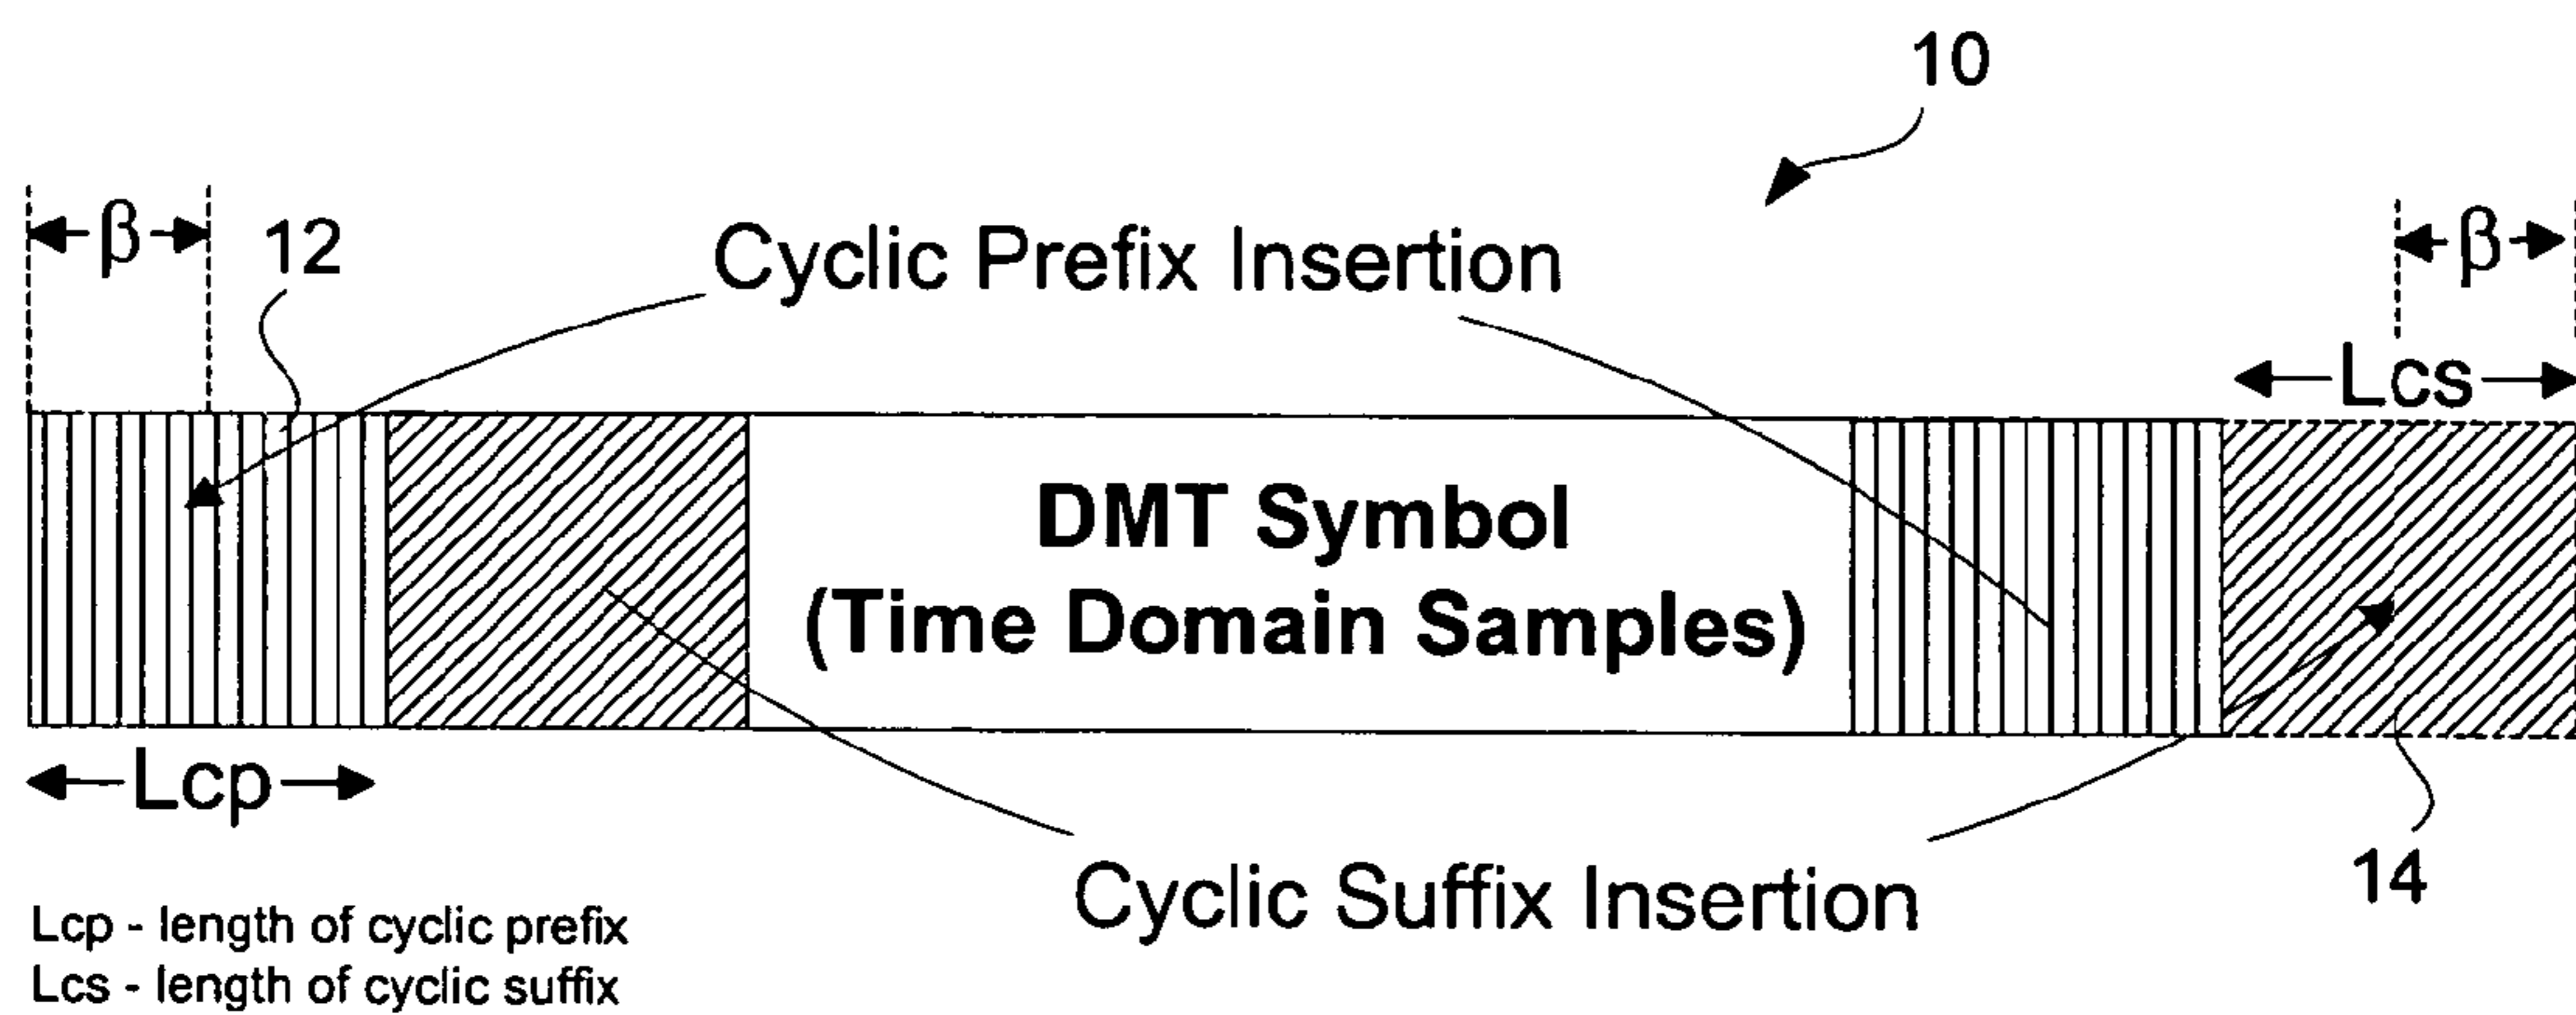 10
β
12
Cyclic Prefix Insertion
β
Lcs
DMT Symbol
(Time Domain Samples)
Lcp
Cyclic Suffix Insertion
14
Lcp - length of cyclic prefix
Lcs - length of cyclic suffix